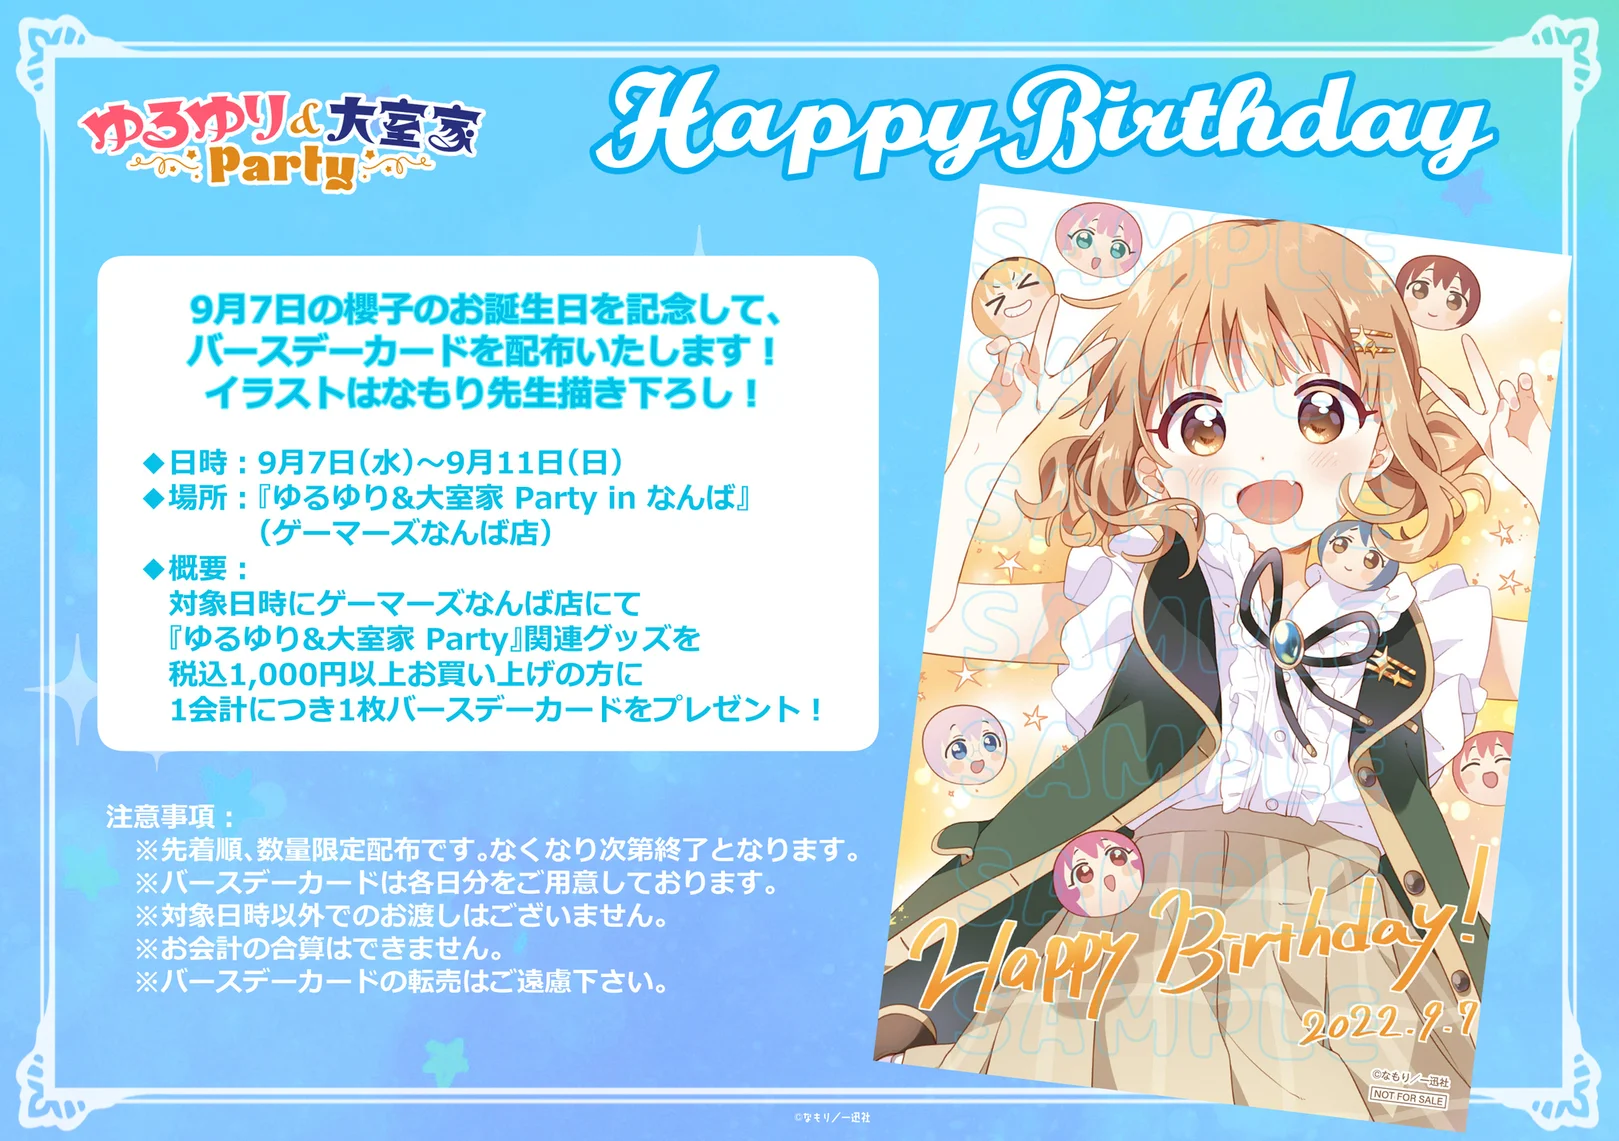 ゆるゆり&大室家
Party
Happy Birthday
9月7日の櫻子のお誕生日を記念して、
バースデーカードを配布いたします！
イラストはなもり先生描き下ろし！
◆日時：9月7日（水）～9月11日（日）
◆場所：『ゆるゆり&大室家 Party in なんば』
（ゲーマーズなんば店）
◆概要：
対象日時にゲーマーズなんば店にて
『ゆるゆり&大室家 Party』関連グッズを
税込1,000円以上お買い上げの方に
1会計につき1枚バースデーカードをプレゼント！
注意事項：
※先着順、数量限定配布です。なくなり次第終了となります。
※バースデーカードは各日分をご用意しております。
※対象日時以外でのお渡しはございません。
※お会計の合算はできません。
※バースデーカードの転売はご遠慮下さい。
SAMPLE
SAMPLE
SAMPLE
SAMPLE
SAMPLE
SAMPLE
SAMPLE
Happy Birthday!
2022.9.7
©なもり／一迅社
NOT FOR SALE
©なもり／一迅社